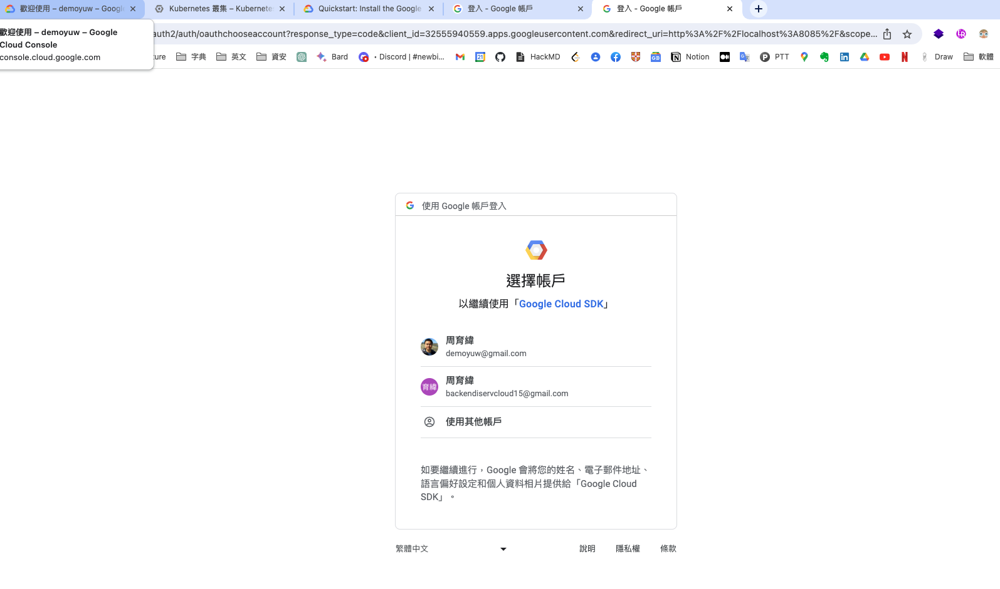 歡迎使用 – demoyuw – Googl
Kubernetes 叢集 – Kubernete
Quickstart: Install the Google
登入 - Google 帳戶
登入 - Google 帳戶
歡迎使用 – demoyuw – Google
Cloud Console
console.cloud.google.com
auth2/auth/oauthchooseaccount?response_type=code&client_id=32555940559.apps.googleusercontent.com&redirect_uri=http%3A%2F%2Flocalhost%3A8085%2F&scope...
ure
字典
英文
資安
Bard
• Discord | #newbi...
21
HackMD
Notion
PTT
Draw
軟體
使用 Google 帳戶登入
選擇帳戶
以繼續使用「Google Cloud SDK」
周育緯
demoyuw@gmail.com
育緯
周育緯
backendiservcloud15@gmail.com
使用其他帳戶
如要繼續進行，Google 會將您的姓名、電子郵件地址、
語言偏好設定和個人資料相片提供給「Google Cloud
SDK」。
繁體中文
說明
隱私權
條款